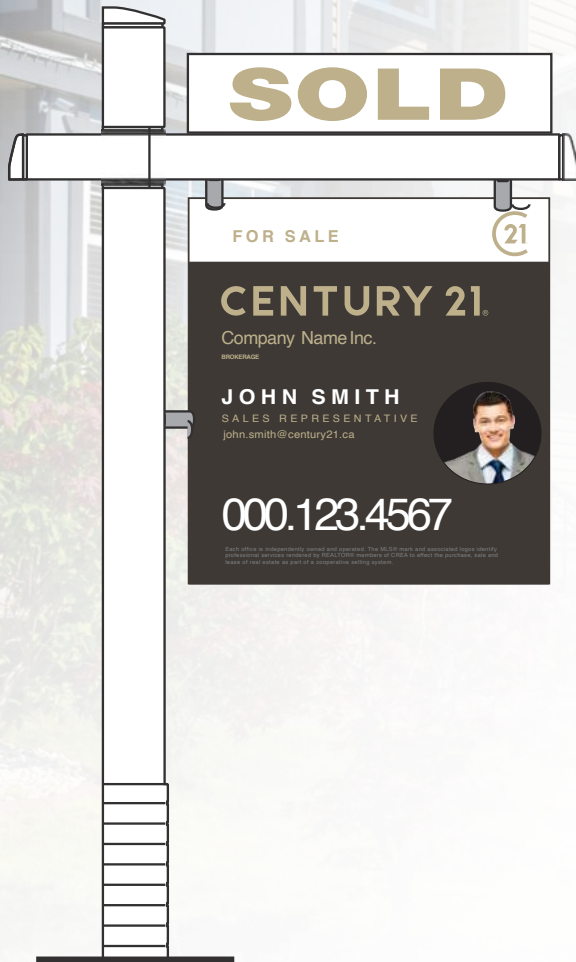 SOLD
FOR SALE
21
CENTURY 21®
Company Name Inc.
BROKERAGE
JOHN SMITH
SALES REPRESENTATIVE
john.smith@century21.ca
000.123.4567
Each office is independently owned and operated. The MLS® mark and associated logos identify
professional services rendered by REALTOR® members of CREA to effect the purchase, sale and
lease of real estate as part of a cooperative selling system.